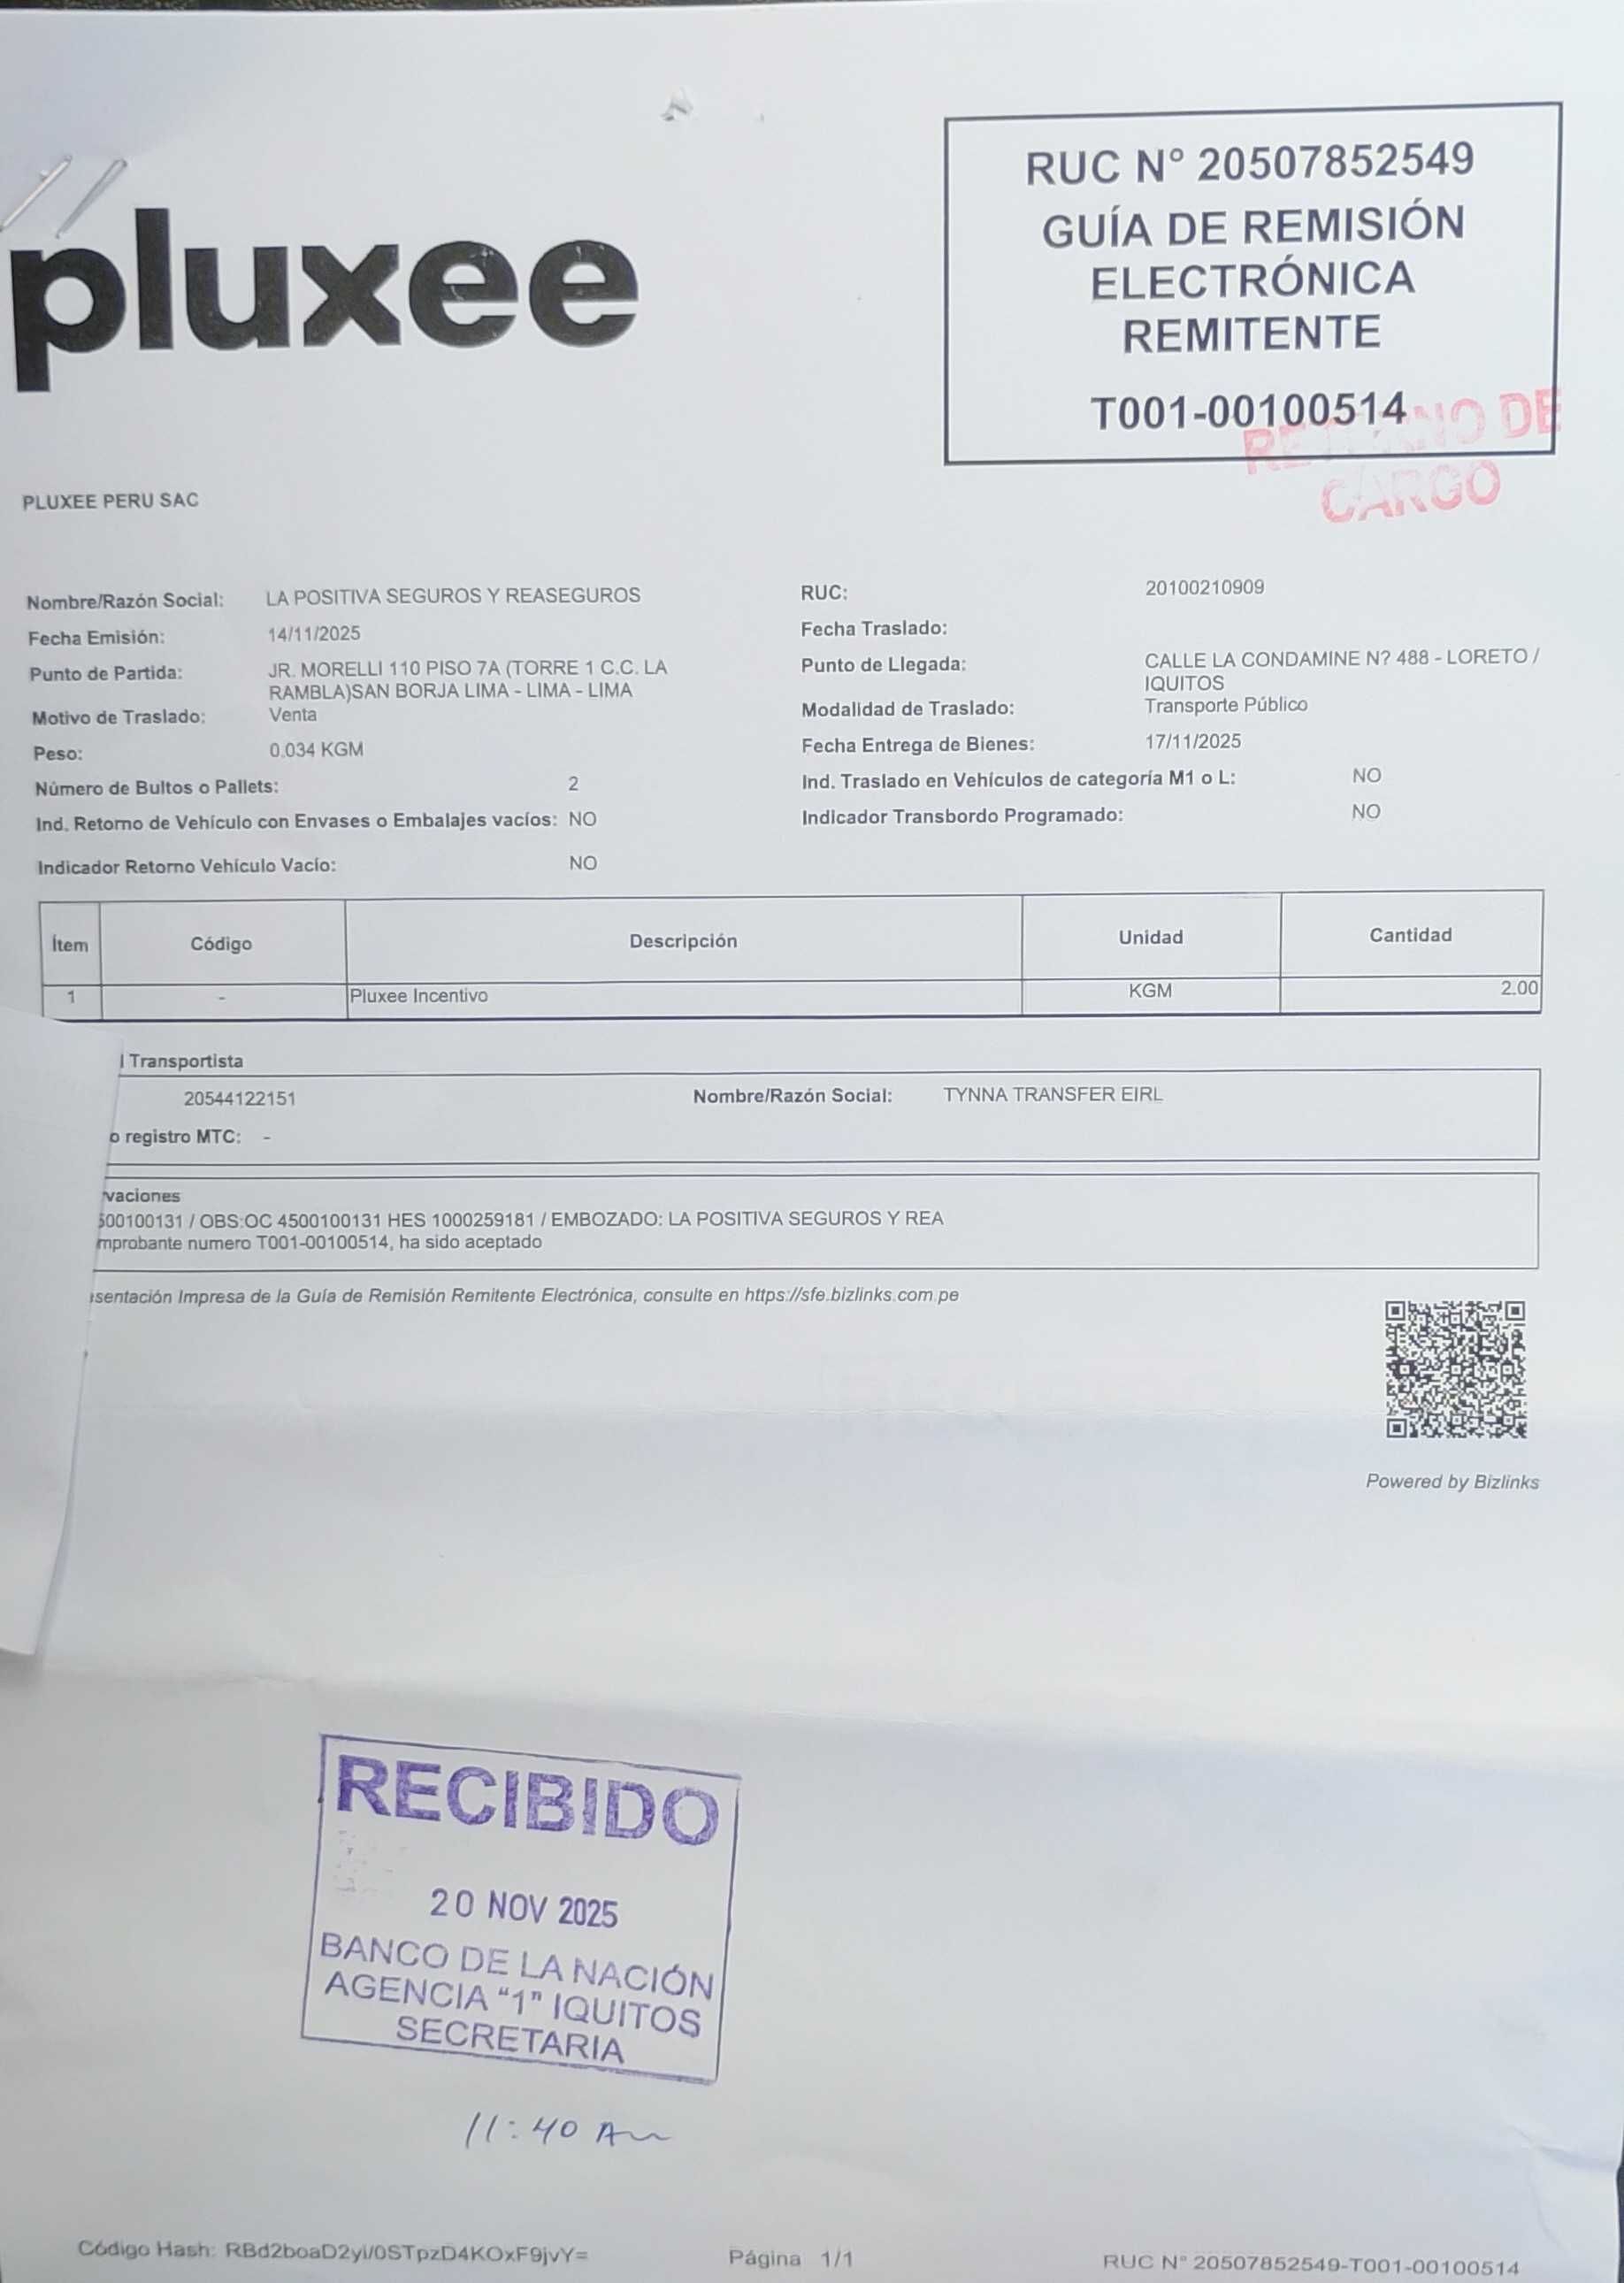 pluxee
RUC N° 20507852549
GUÍA DE REMISIÓN
ELECTRÓNICA
REMITENTE
T001-00100514
RETORNO DE
CARGO
PLUXEE PERU SAC
Nombre/Razón Social: LA POSITIVA SEGUROS Y REASEGUROS
RUC: 20100210909
Fecha Emisión: 14/11/2025
Fecha Traslado:
Punto de Partida: JR. MORELLI 110 PISO 7A (TORRE 1 C.C. LA
RAMBLA)SAN BORJA LIMA - LIMA - LIMA
Punto de Llegada: CALLE LA CONDAMINE N? 488 - LORETO /
IQUITOS
Motivo de Traslado: Venta
Modalidad de Traslado: Transporte Público
Peso: 0.034 KGM
Fecha Entrega de Bienes: 17/11/2025
Número de Bultos o Pallets: 2
Ind. Traslado en Vehículos de categoría M1 o L: NO
Ind. Retorno de Vehículo con Envases o Embalajes vacíos: NO
Indicador Transbordo Programado: NO
Indicador Retorno Vehículo Vacío: NO
Ítem Código Descripción Unidad Cantidad
1 - Pluxee Incentivo KGM 2.00
l Transportista
20544122151 Nombre/Razón Social: TYNNA TRANSFER EIRL
o registro MTC: -
vaciones
500100131 / OBS:OC 4500100131 HES 1000259181 / EMBOZADO: LA POSITIVA SEGUROS Y REA
mprobante numero T001-00100514, ha sido aceptado
sentación Impresa de la Guía de Remisión Remitente Electrónica, consulte en https://sfe.bizlinks.com.pe
Powered by Bizlinks
RECIBIDO
20 NOV 2025
BANCO DE LA NACIÓN
AGENCIA "1" IQUITOS
SECRETARIA
11:40 Am
Código Hash: RBd2boaD2yi/0STpzD4KOxF9jvY=
Página 1/1
RUC N° 20507852549-T001-00100514